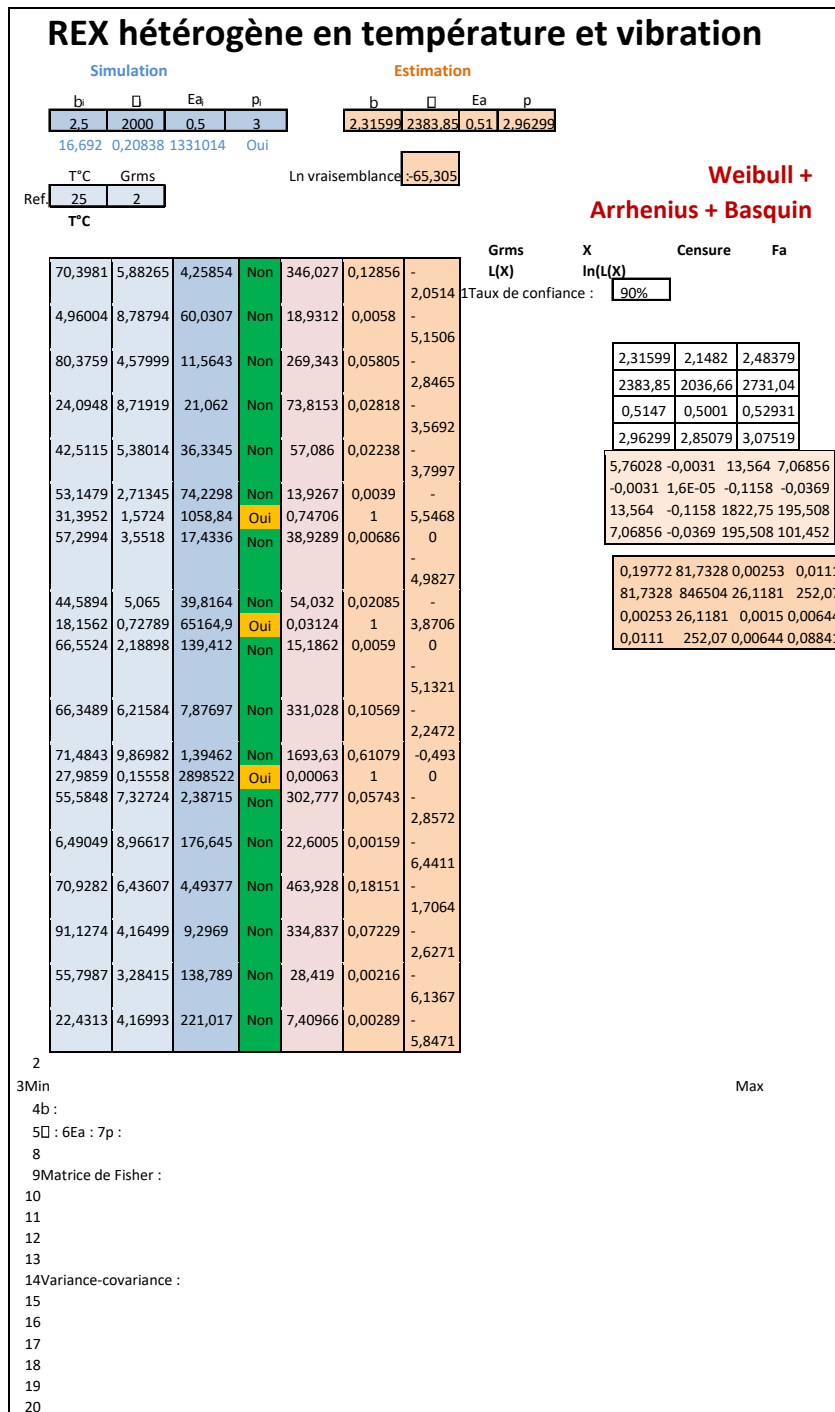 REX hétérogène en température et vibration
Simulation Estimation
bᵢ □ᵢ Eaᵢ pᵢ b □ Ea p
2,5 2000 0,5 3 2,31599 2383,85 0,51 2,96299
16,692 0,20838 1331014 Oui
T°C Grms Ln vraisemblance : -65,305 Weibull +
Ref. 25 2 Arrhenius + Basquin
T°C
Grms X Censure Fa
L(X) ln(L(X)
70,3981 5,88265 4,25854 Non 346,027 0,12856 -
2,0514 1Taux de confiance : 90%
4,96004 8,78794 60,0307 Non 18,9312 0,0058 -
5,1506
80,3759 4,57999 11,5643 Non 269,343 0,05805 -
2,8465
24,0948 8,71919 21,062 Non 73,8153 0,02818 -
3,5692
42,5115 5,38014 36,3345 Non 57,086 0,02238 -
3,7997
53,1479 2,71345 74,2298 Non 13,9267 0,0039 -
31,3952 1,5724 1058,84 Oui 0,74706 1 5,5468
57,2994 3,5518 17,4336 Non 38,9289 0,00686 0
-
4,9827
44,5894 5,065 39,8164 Non 54,032 0,02085 -
18,1562 0,72789 65164,9 Oui 0,03124 1 3,8706
66,5524 2,18898 139,412 Non 15,1862 0,0059 0
-
5,1321
66,3489 6,21584 7,87697 Non 331,028 0,10569 -
2,2472
71,4843 9,86982 1,39462 Non 1693,63 0,61079 -0,493
27,9859 0,15558 2898522 Oui 0,00063 1 0
55,5848 7,32724 2,38715 Non 302,777 0,05743 -
2,8572
6,49049 8,96617 176,645 Non 22,6005 0,00159 -
6,4411
70,9282 6,43607 4,49377 Non 463,928 0,18151 -
1,7064
91,1274 4,16499 9,2969 Non 334,837 0,07229 -
2,6271
55,7987 3,28415 138,789 Non 28,419 0,00216 -
6,1367
22,4313 4,16993 221,017 Non 7,40966 0,00289 -
5,8471
2,31599 2,1482 2,48379
2383,85 2036,66 2731,04
0,5147 0,5001 0,52931
2,96299 2,85079 3,07519
5,76028 -0,0031 13,564 7,06856
-0,0031 1,6E-05 -0,1158 -0,0369
13,564 -0,1158 1822,75 195,508
7,06856 -0,0369 195,508 101,452
0,19772 81,7328 0,00253 0,0111
81,7328 846504 26,1181 252,07
0,00253 26,1181 0,0015 0,00644
0,0111 252,07 0,00644 0,08841
2
3Min Max
4b :
5□ : 6Ea : 7p :
8
9Matrice de Fisher :
10
11
12
13
14Variance-covariance :
15
16
17
18
19
20